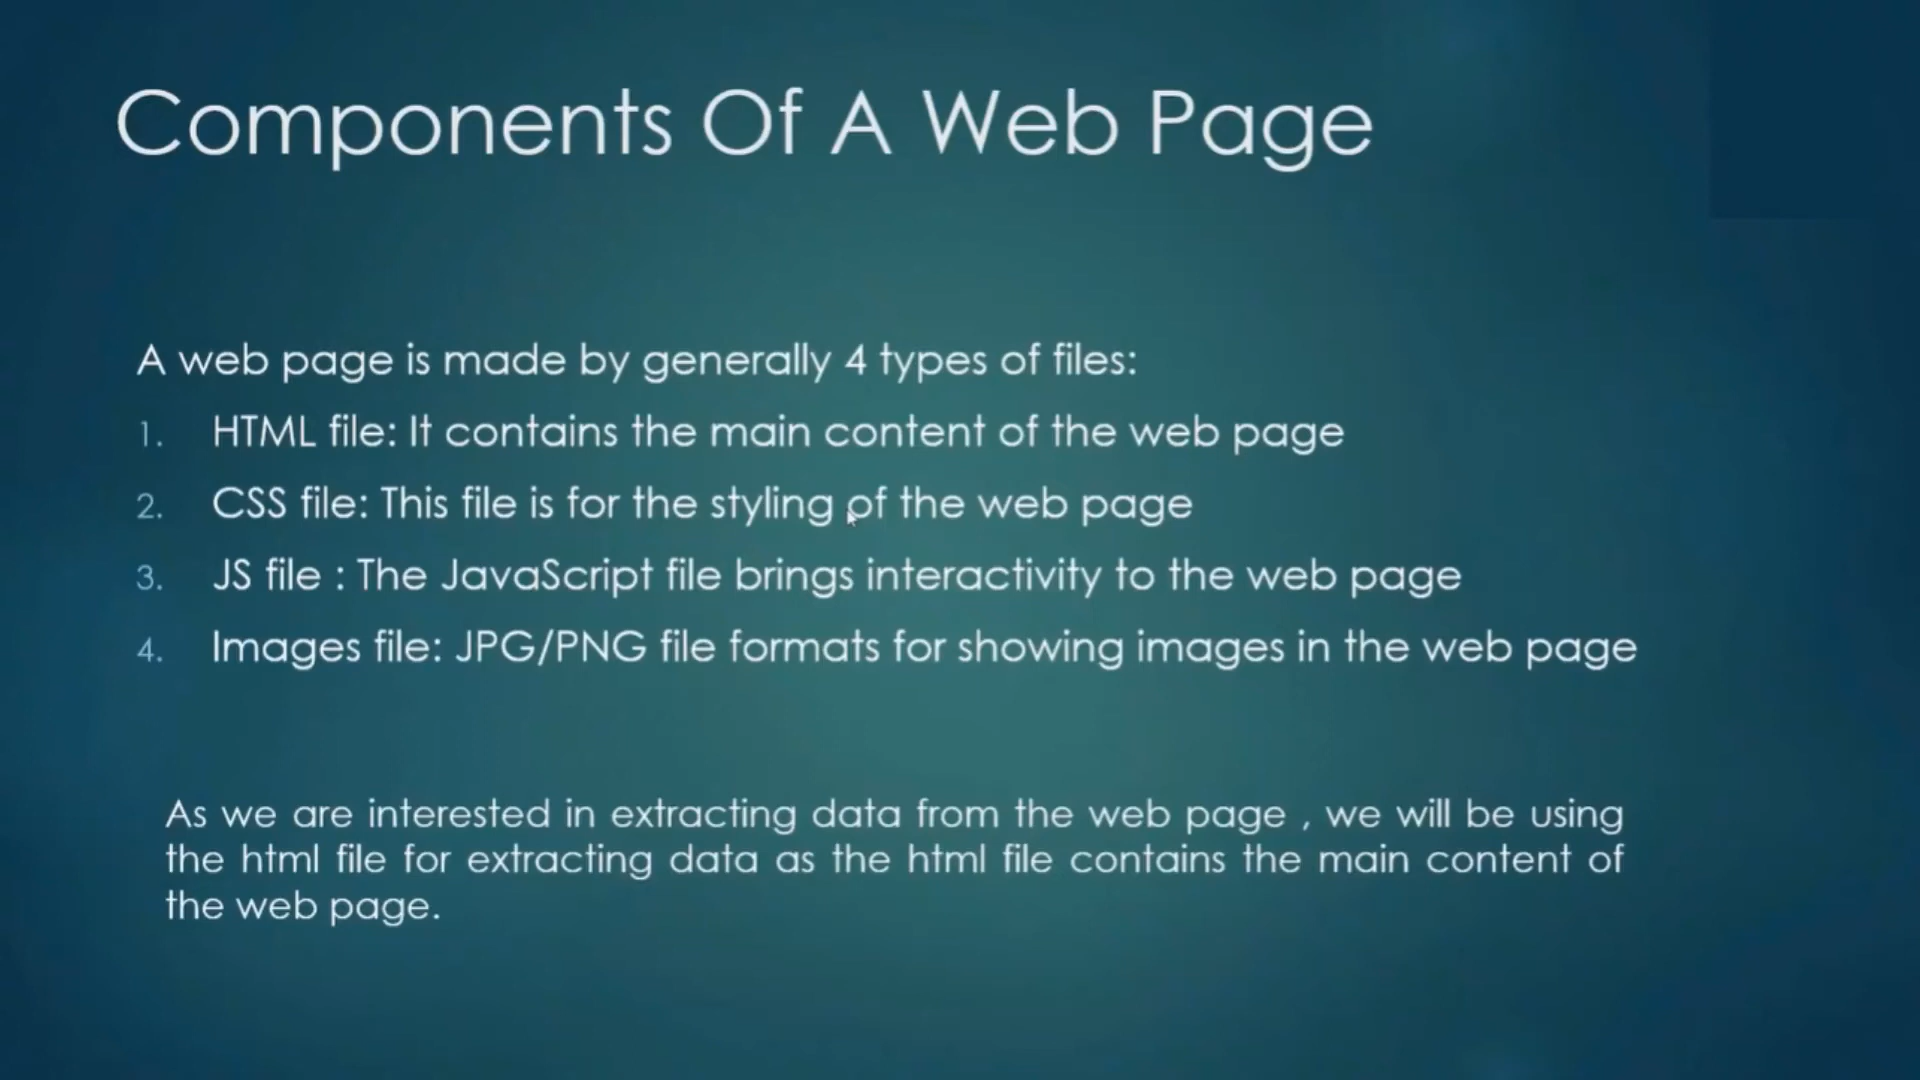 Components Of A Web Page
A web page is made by generally 4 types of files:
1. HTML file: It contains the main content of the web page
2. CSS file: This file is for the styling of the web page
3. JS file : The JavaScript file brings interactivity to the web page
4. Images file: JPG/PNG file formats for showing images in the web page
As we are interested in extracting data from the web page , we will be using
the html file for extracting data as the html file contains the main content of
the web page.